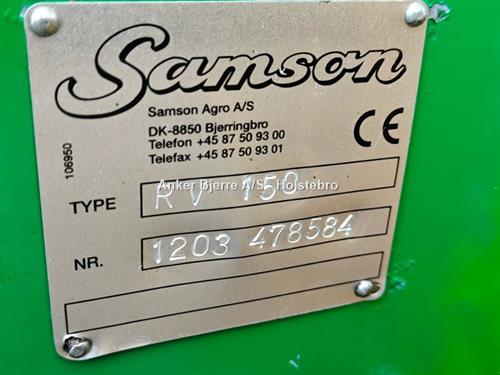 Samson
Samson Agro A/S
DK-8850 Bjerringbro
Telefon +45 87 50 93 00
Telefax +45 87 50 93 01
CE
106950
Anker Bjerre A/S, Holstebro
TYPE RV 150
NR. 1203 478584